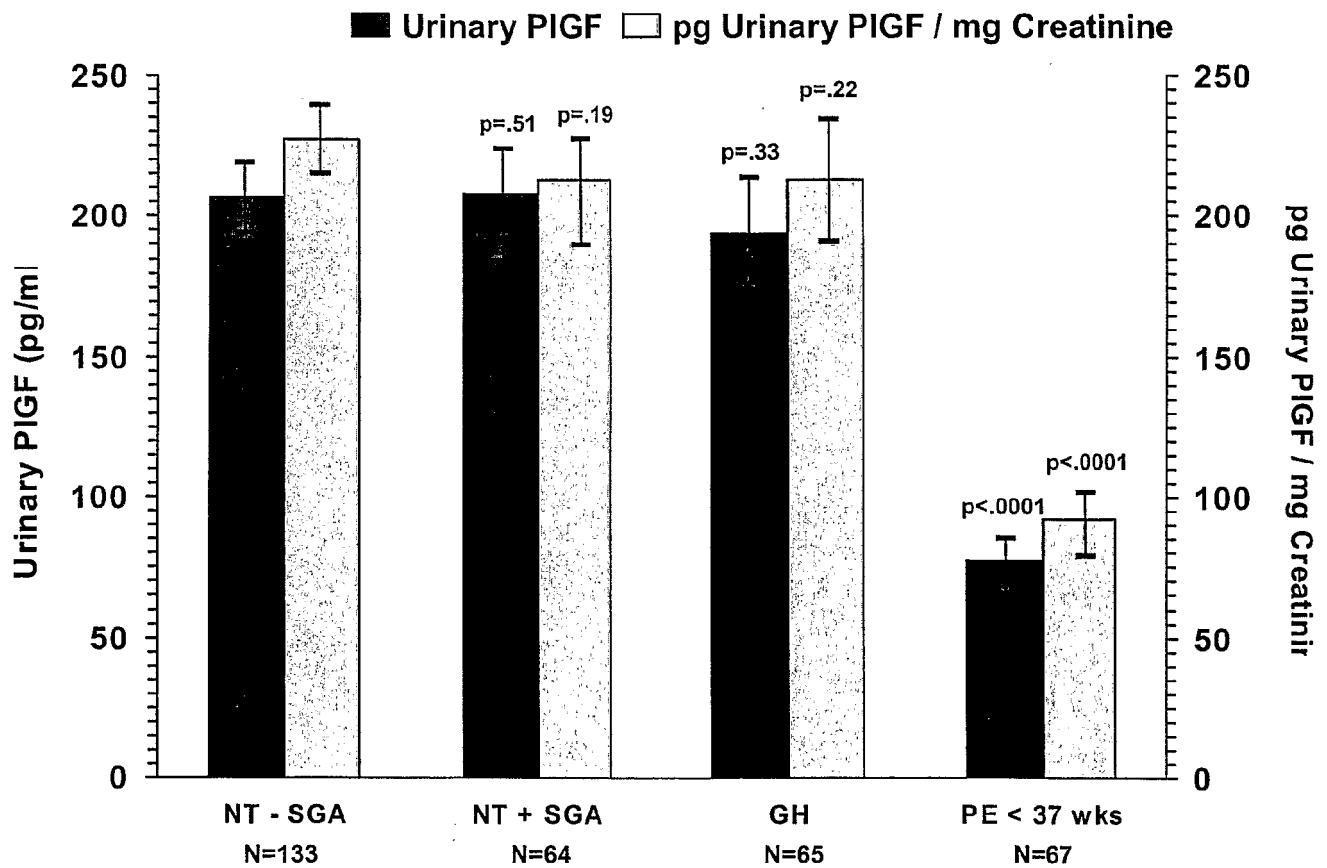 Urinary PlGF pg Urinary PlGF / mg Creatinine
250
200
150
100
50
0
Urinary PlGF (pg/ml
250
200
150
100
50
0
pg Urinary PlGF / mg Creatinir
p=.51
p=.19
p=.33
p=.22
p<.0001
p<.0001
NT - SGA
N=133
NT + SGA
N=64
GH
N=65
PE < 37 wks
N=67